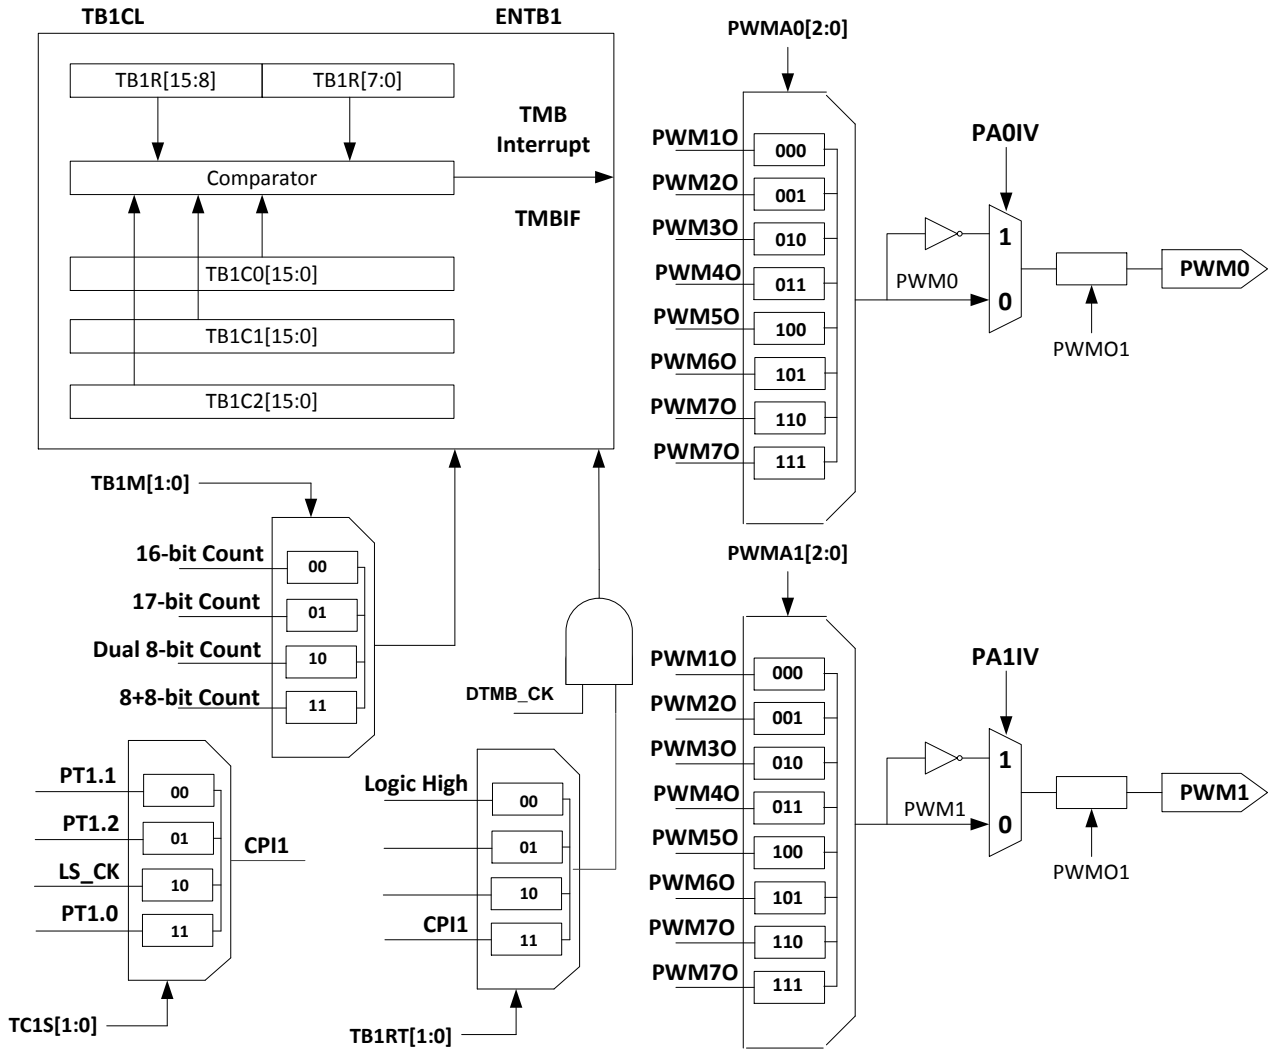 TB1CL
ENTB1
TB1R[15:8]
TB1R[7:0]
TMB
Interrupt
Comparator
TMBIF
TB1C0[15:0]
TB1C1[15:0]
TB1C2[15:0]
TB1M[1:0]
16-bit Count
00
17-bit Count
01
Dual 8-bit Count
10
8+8-bit Count
11
DTMB_CK
PT1.1
00
PT1.2
01
LS_CK
10
PT1.0
11
CPI1
TC1S[1:0]
Logic High
00
01
10
CPI1
11
TB1RT[1:0]
PWMA0[2:0]
PWM1O
000
PWM2O
001
PWM3O
010
PWM4O
011
PWM5O
100
PWM6O
101
PWM7O
110
PWM7O
111
PA0IV
1
PWM0
0
PWMO1
PWM0
PWMA1[2:0]
PWM1O
000
PWM2O
001
PWM3O
010
PWM4O
011
PWM5O
100
PWM6O
101
PWM7O
110
PWM7O
111
PA1IV
1
PWM1
0
PWMO1
PWM1